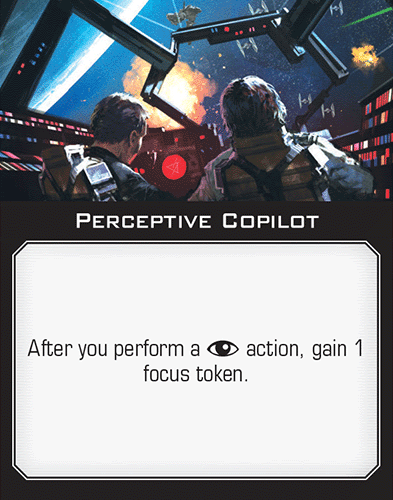 Perceptive Copilot
After you perform a action, gain 1
focus token.